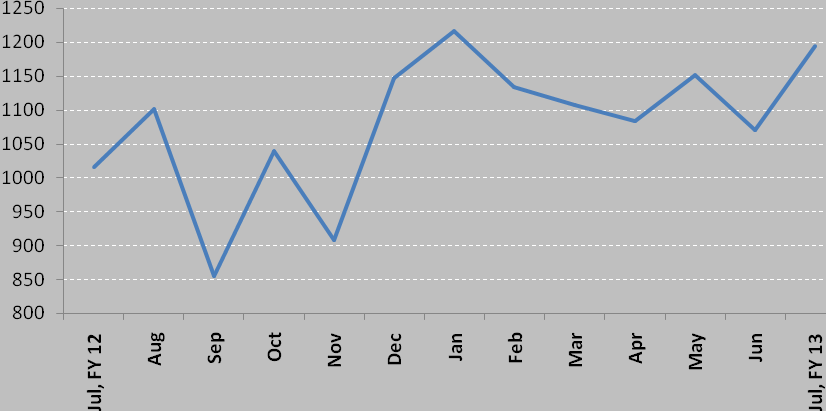 1250
1200
1150
1100
1050
1000
950
900
850
800
Jul, FY 12
Aug
Sep
Oct
Nov
Dec
Jan
Feb
Mar
Apr
May
Jun
Jul, FY 13